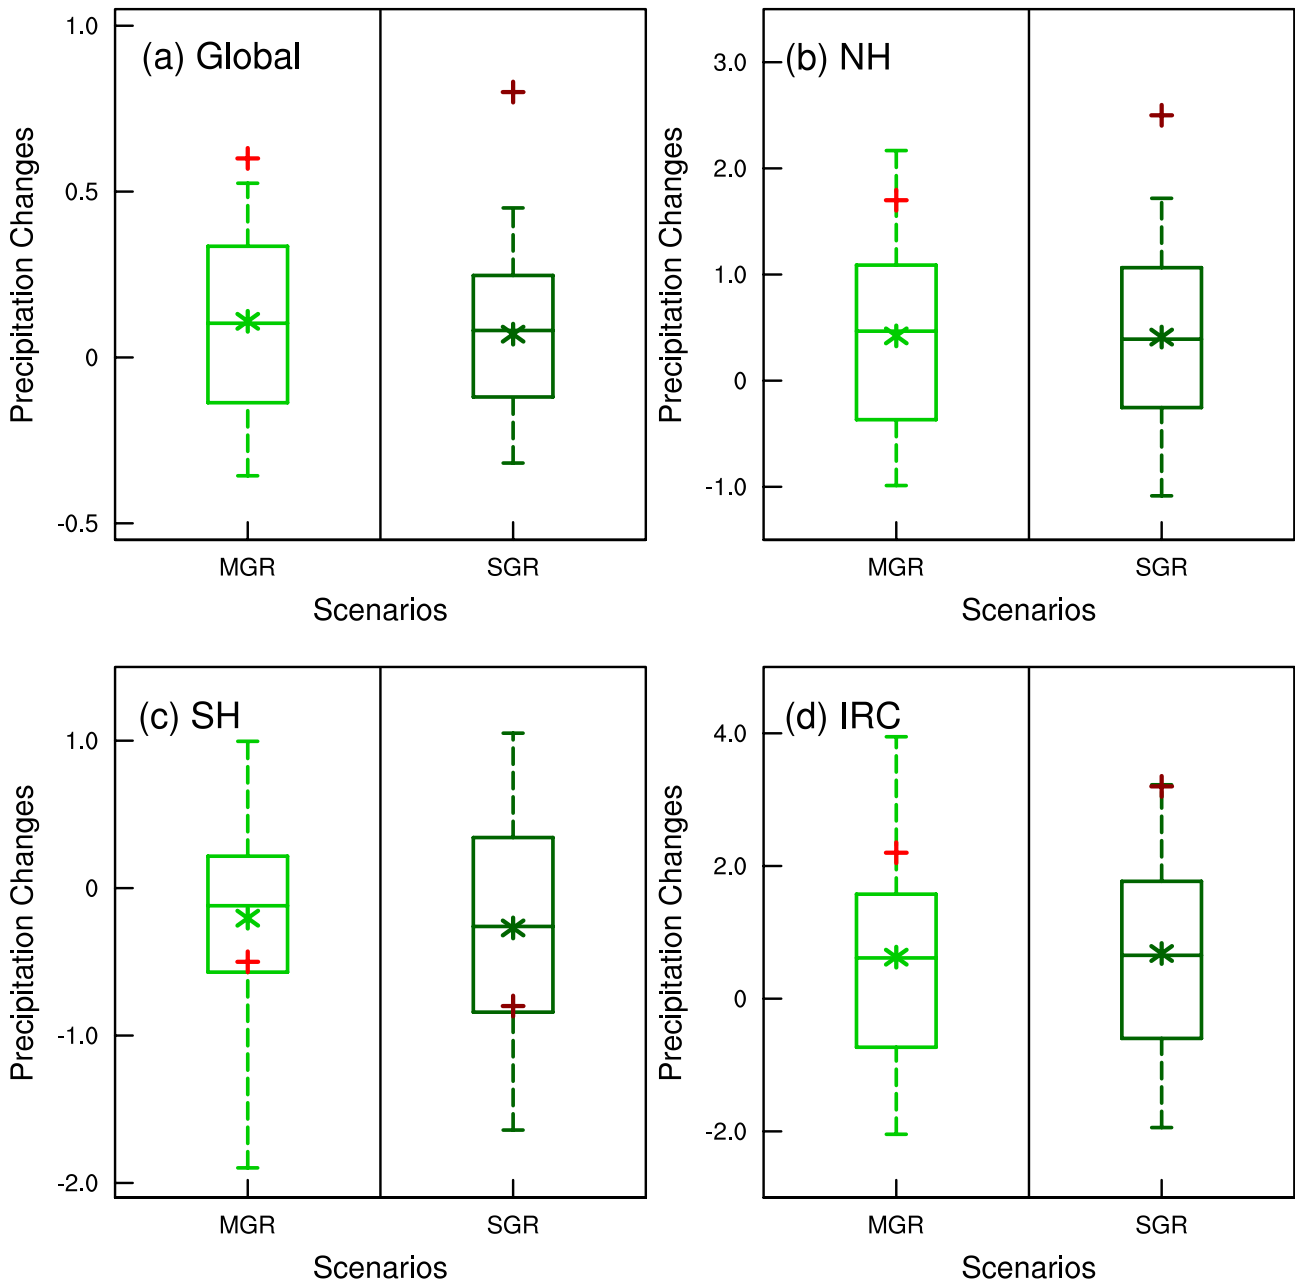 (a) Global
Precipitation Changes
1.0
0.5
0
-0.5
MGR SGR
Scenarios
(b) NH
Precipitation Changes
3.0
2.0
1.0
0
-1.0
MGR SGR
Scenarios
(c) SH
Precipitation Changes
1.0
0
-1.0
-2.0
MGR SGR
Scenarios
(d) IRC
Precipitation Changes
4.0
2.0
0
-2.0
MGR SGR
Scenarios